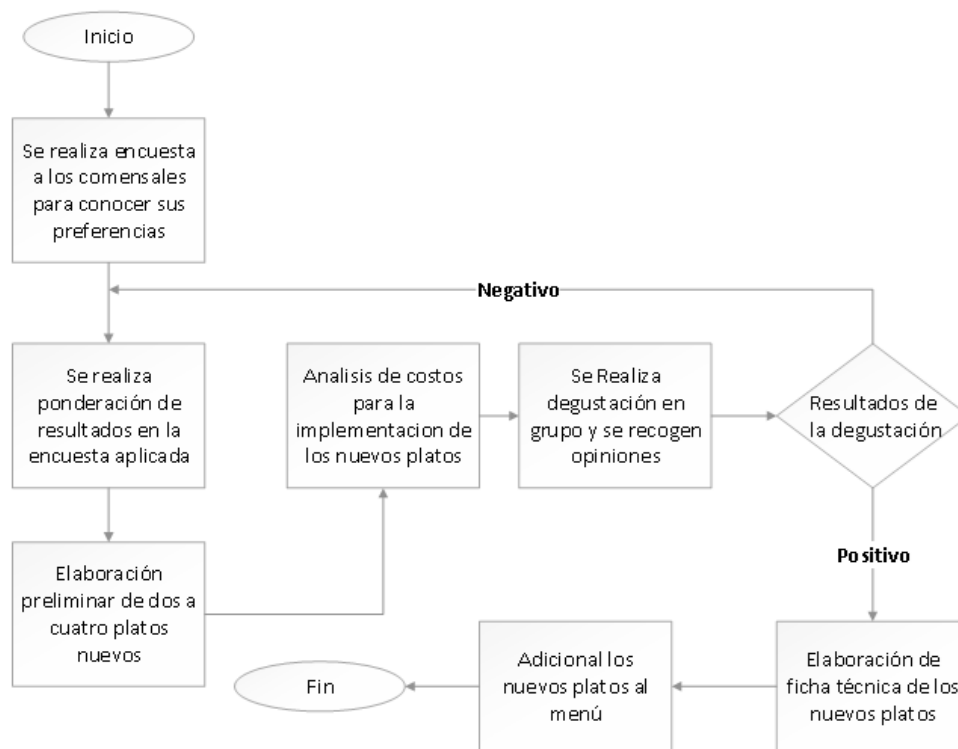 Inicio
Se realiza encuesta
a los comensales
para conocer sus
preferencias
Negativo
Se realiza
ponderación de
resultados en la
encuesta aplicada
Analisis de costos
para la
implementacion de
los nuevos platos
Se Realiza
degustación en
grupo y se recogen
opiniones
Resultados de
la degustación
Elaboración
preliminar de dos a
cuatro platos
nuevos
Positivo
Elaboración de
ficha técnica de los
nuevos platos
Adicional los
nuevos platos al
menú
Fin